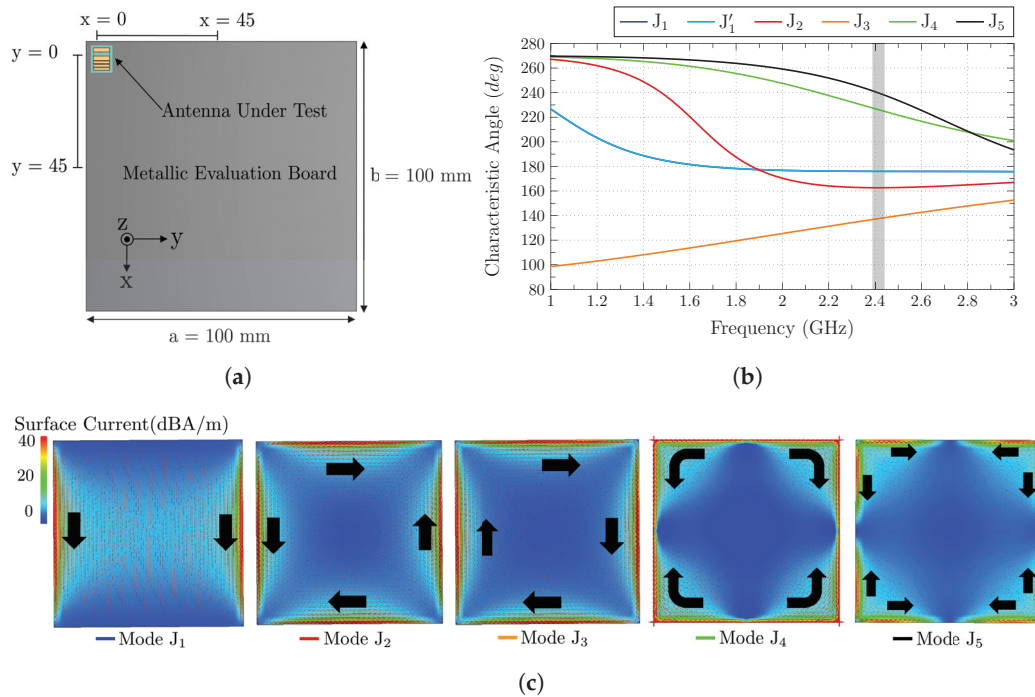 x = 0 x = 45
y = 0
Antenna Under Test
y = 45
Metallic Evaluation Board
b = 100 mm
z
y
x
a = 100 mm
(a)
J1 J′1 J2 J3 J4 J5
280
260
240
220
200
180
160
140
120
100
80
Characteristic Angle (deg)
1 1.2 1.4 1.6 1.8 2 2.2 2.4 2.6 2.8 3
Frequency (GHz)
(b)
Surface Current(dBA/m)
40
20
0
Mode J1 Mode J2 Mode J3 Mode J4 Mode J5
(c)